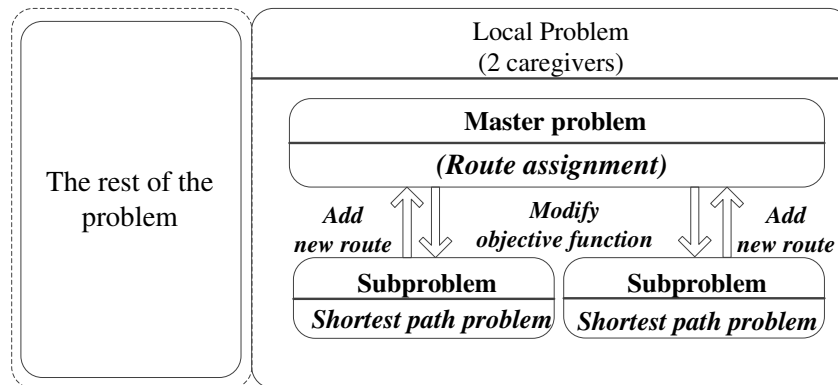 The rest of the
problem
Local Problem
(2 caregivers)
Master problem
(Route assignment)
Add
new route
Modify
objective function
Add
new route
Subproblem
Shortest path problem
Subproblem
Shortest path problem